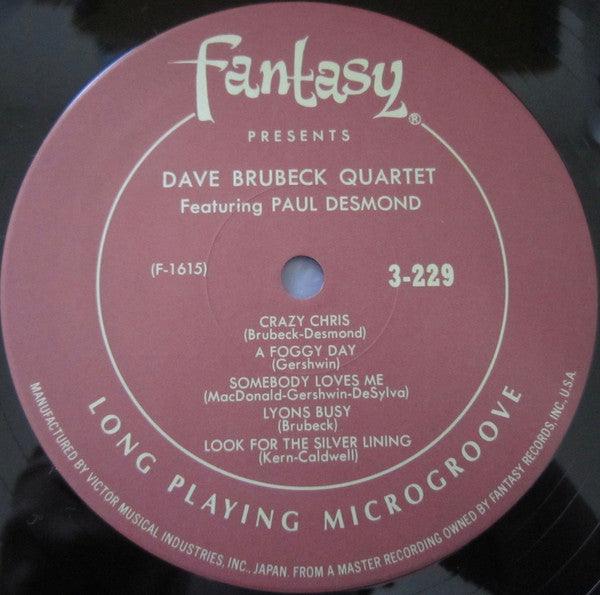 Fantasy®
PRESENTS
DAVE BRUBECK QUARTET
Featuring PAUL DESMOND
(F-1615)
3-229
CRAZY CHRIS
(Brubeck-Desmond)
A FOGGY DAY
(Gershwin)
SOMEBODY LOVES ME
(MacDonald-Gershwin-DeSylva)
LYONS BUSY
(Brubeck)
LOOK FOR THE SILVER LINING
(Kern-Caldwell)
LONG PLAYING MICROGROOVE
MANUFACTURED BY VICTOR MUSICAL INDUSTRIES, INC., JAPAN. FROM A MASTER RECORDING OWNED BY FANTASY RECORDS, INC., U.S.A.